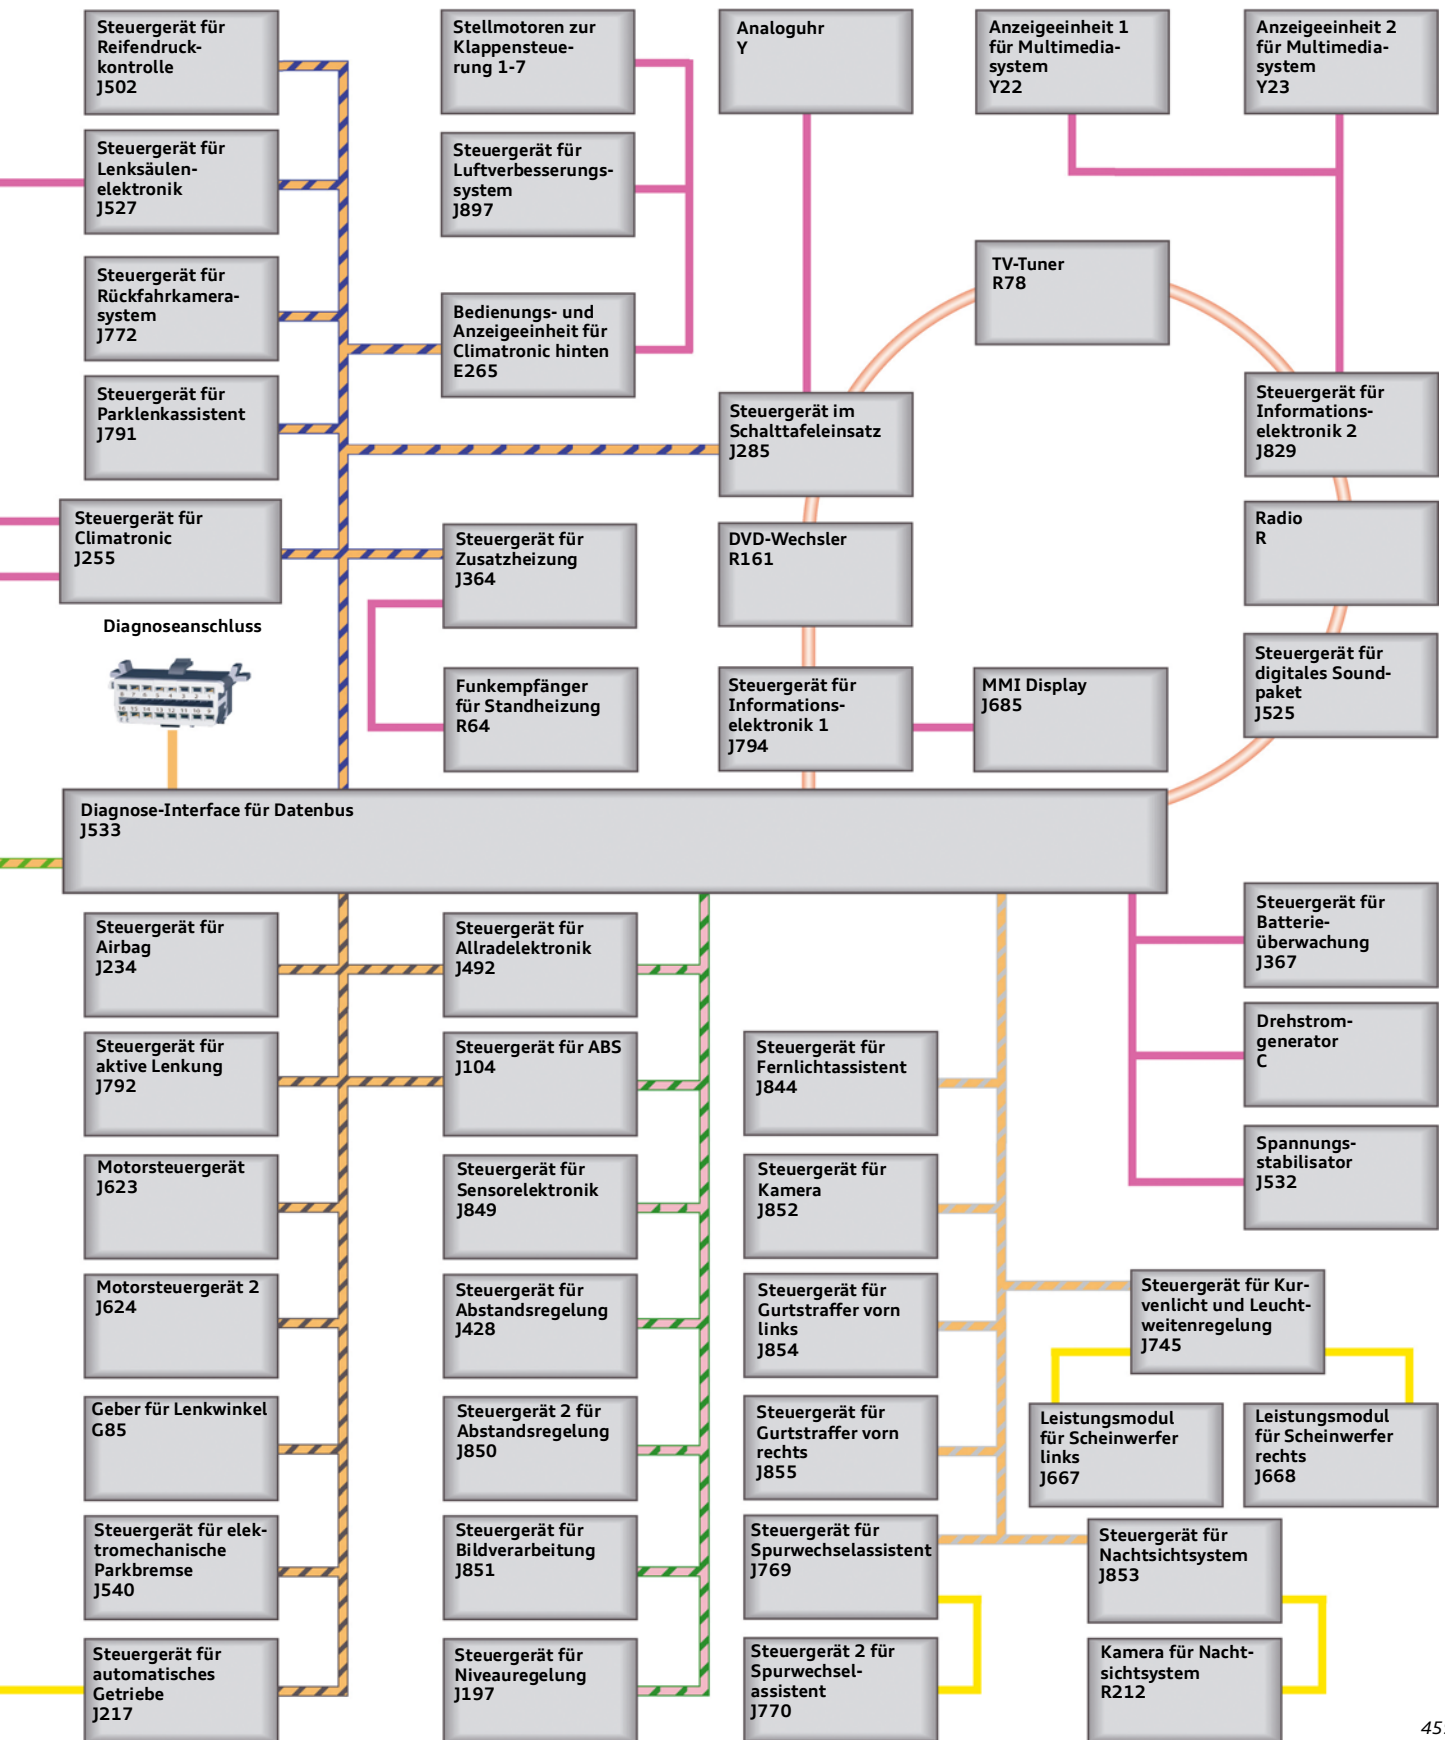 Steuergerät für
Reifendruck-
kontrolle
J502
Stellmotoren zur
Klappensteue-
rung 1-7
Analoguhr
Y
Anzeigeeinheit 1
für Multimedia-
system
Y22
Anzeigeeinheit 2
für Multimedia-
system
Y23
Steuergerät für
Lenksäulen-
elektronik
J527
Steuergerät für
Luftverbesserungs-
system
J897
Steuergerät für
Rückfahrkamera-
system
J772
Bedienungs- und
Anzeigeeinheit für
Climatronic hinten
E265
TV-Tuner
R78
Steuergerät für
Parklenkassistent
J791
Steuergerät im
Schalttafeleinsatz
J285
Steuergerät für
Informations-
elektronik 2
J829
Steuergerät für
Climatronic
J255
Steuergerät für
Zusatzheizung
J364
DVD-Wechsler
R161
Radio
R
Diagnoseanschluss
Funkempfänger
für Standheizung
R64
Steuergerät für
Informations-
elektronik 1
J794
MMI Display
J685
Steuergerät für
digitales Sound-
paket
J525
Diagnose-Interface für Datenbus
J533
Steuergerät für
Airbag
J234
Steuergerät für
Allradelektronik
J492
Steuergerät für
Batterie-
überwachung
J367
Steuergerät für
aktive Lenkung
J792
Steuergerät für ABS
J104
Steuergerät für
Fernlichtassistent
J844
Drehstrom-
generator
C
Motorsteuergerät
J623
Steuergerät für
Sensorelektronik
J849
Steuergerät für
Kamera
J852
Spannungs-
stabilisator
J532
Motorsteuergerät 2
J624
Steuergerät für
Abstandsregelung
J428
Steuergerät für
Gurtstraffer vorn
links
J854
Steuergerät für Kur-
venlicht und Leucht-
weitenregelung
J745
Geber für Lenkwinkel
G85
Steuergerät 2 für
Abstandsregelung
J850
Steuergerät für
Gurtstraffer vorn
rechts
J855
Leistungsmodul
für Scheinwerfer
links
J667
Leistungsmodul
für Scheinwerfer
rechts
J668
Steuergerät für elek-
tromechanische
Parkbremse
J540
Steuergerät für
Bildverarbeitung
J851
Steuergerät für
Spurwechselassistent
J769
Steuergerät für
Nachtsichtsystem
J853
Steuergerät für
automatisches
Getriebe
J217
Steuergerät für
Niveauregelung
J197
Steuergerät 2 für
Spurwechsel-
assistent
J770
Kamera für Nacht-
sichtsystem
R212